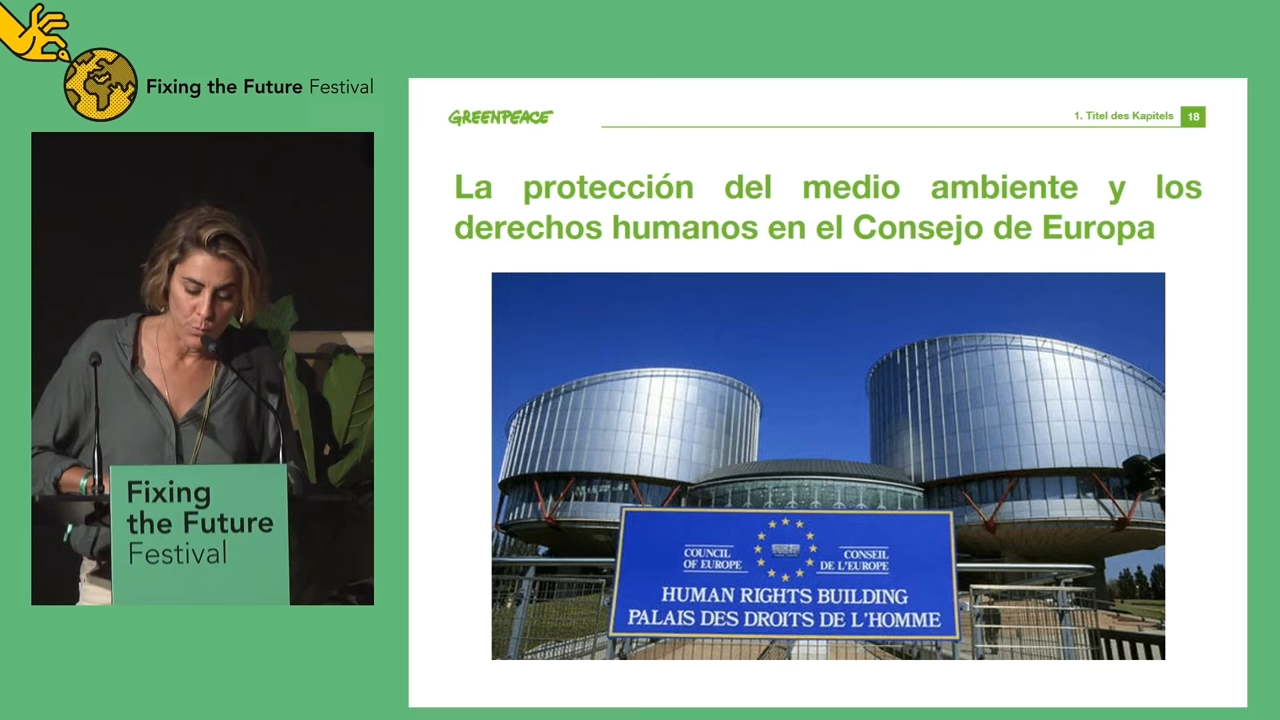 Fixing the Future Festival
GREENPEACE
1. Titel des Kapitels 18
La protección del medio ambiente y los
derechos humanos en el Consejo de Europa
COUNCIL
OF EUROPE
CONSEIL
DE L'EUROPE
HUMAN RIGHTS BUILDING
PALAIS DES DROITS DE L'HOMME
Fixing
the Future
Festival